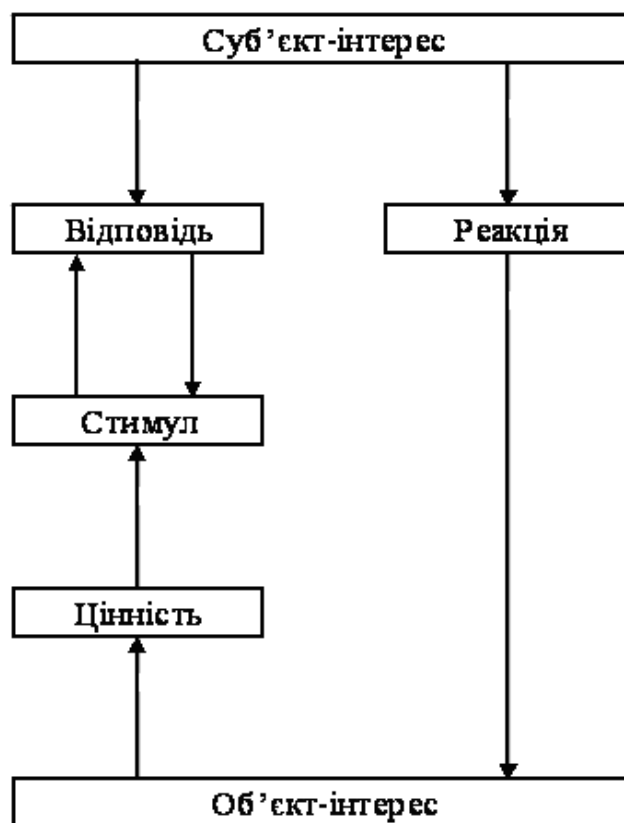 Суб’єкт-інтерес
Відповідь
Реакція
Стимул
Цінність
Об’єкт-інтерес